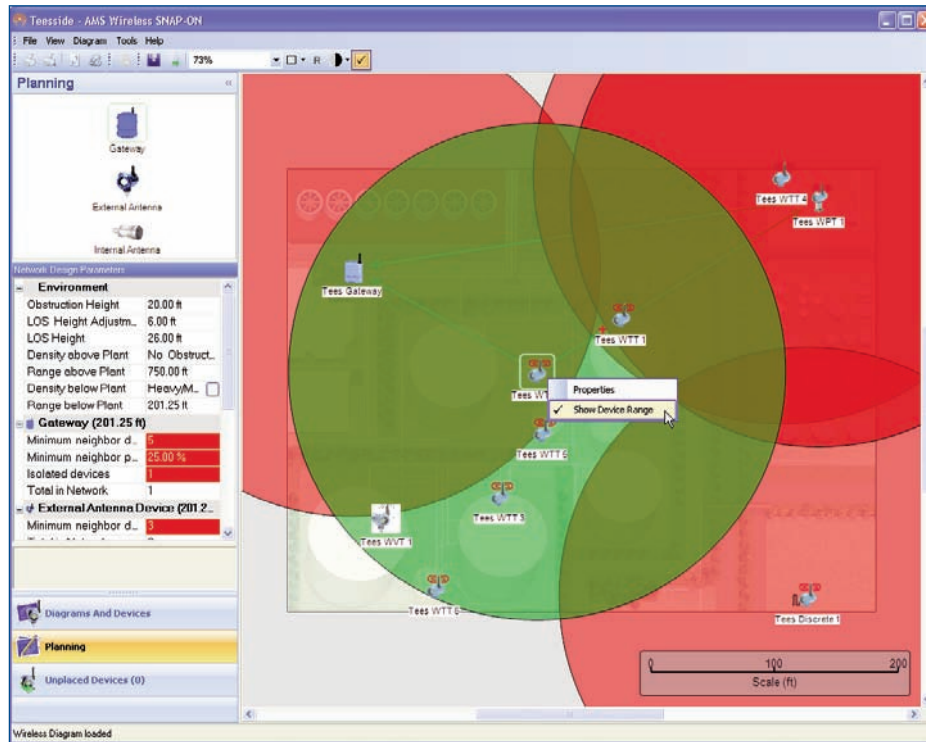 Teesside - AMS Wireless SNAP-ON
File View Diagram Tools Help
73% R
Planning
Gateway
External Antenna
Internal Antenna
Network Design Parameters
Environment
Obstruction Height 20.00 ft
LOS Height Adjustm... 6.00 ft
LOS Height 26.00 ft
Density above Plant No Obstruct...
Range above Plant 750.00 ft
Density below Plant Heavy/M...
Range below Plant 201.25 ft
Gateway (201.25 ft)
Minimum neighbor d... 5
Minimum neighbor p... 25.00 %
Isolated devices 1
Total in Network 1
External Antenna Device (201.2...
Minimum neighbor d... 3
Diagrams And Devices
Planning
Unplaced Devices (0)
Wireless Diagram loaded
Tees WTT 4
Tees WPT 1
Tees Gateway
Tees WTT 1
Tees
Properties
Show Device Range
Tees WTT 5
Tees WTT 3
Tees WVT 1
Tees WTT 6
Tees Discrete 1
0 100 200
Scale (ft)